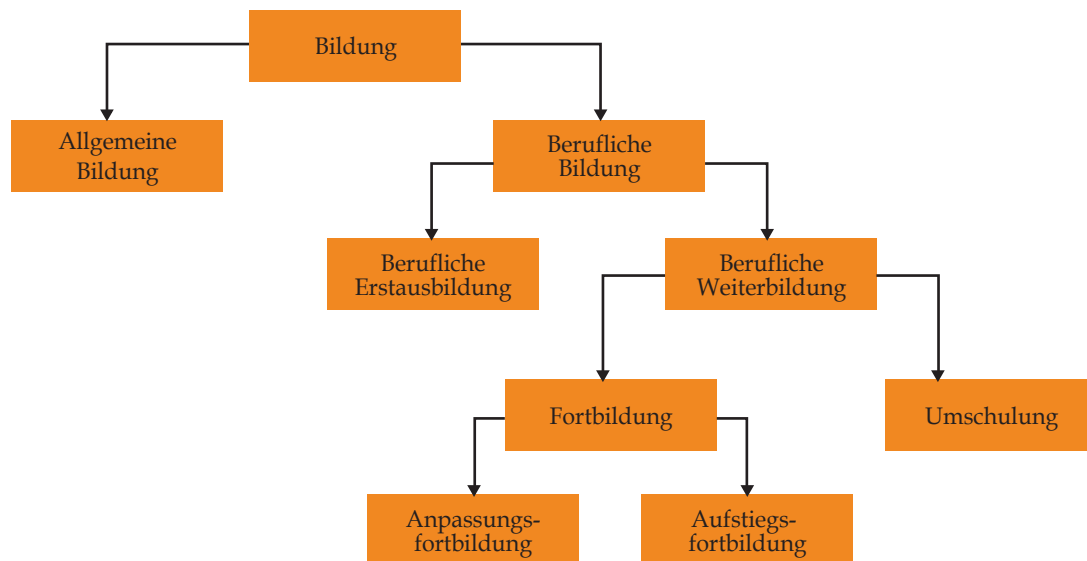 Bildung
Allgemeine
Bildung
Berufliche
Bildung
Berufliche
Erstausbildung
Berufliche
Weiterbildung
Fortbildung
Umschulung
Anpassungs-
fortbildung
Aufstiegs-
fortbildung